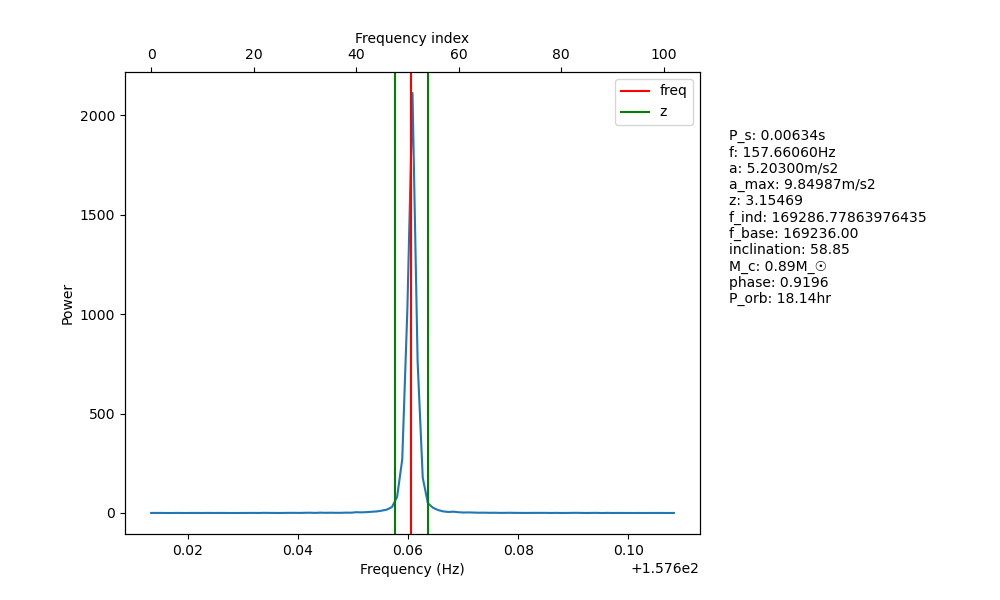 Frequency index
0 20 40 60 80 100
freq
z
2000
1500
1000
500
0
Power
0.02 0.04 0.06 0.08 0.10
Frequency (Hz)
+1.576e2
P_s: 0.00634s
f: 157.66060Hz
a: 5.20300m/s2
a_max: 9.84987m/s2
z: 3.15469
f_ind: 169286.77863976435
f_base: 169236.00
inclination: 58.85
M_c: 0.89M_☉
phase: 0.9196
P_orb: 18.14hr